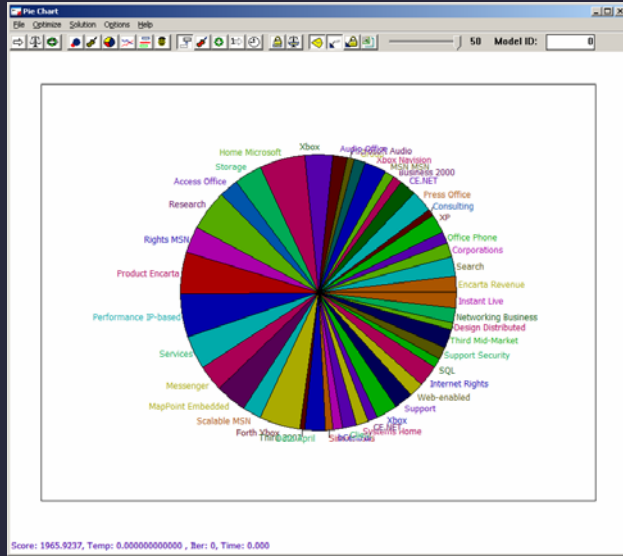 Pie Chart
File Optimize Solution Options Help
50 Model ID: 0
Xbox
Audio Office
Audio
Xbox Navision
MSN MSN
Business 2000
CE.NET
Press Office
Consulting
XP
Office Phone
Corporations
Search
Encarta Revenue
Instant Live
Networking Business
Design Distributed
Third Mid-Market
Support Security
SQL
Internet Rights
Web-enabled
Support
Xbox
CE.NET
Systems Home
April
Third 2002
Forth Xbox
Scalable MSN
MapPoint Embedded
Messenger
Services
Performance IP-based
Product Encarta
Rights MSN
Research
Access Office
Storage
Home Microsoft
Score: 1965.9237, Temp: 0.000000000000 , Iter: 0, Time: 0.000